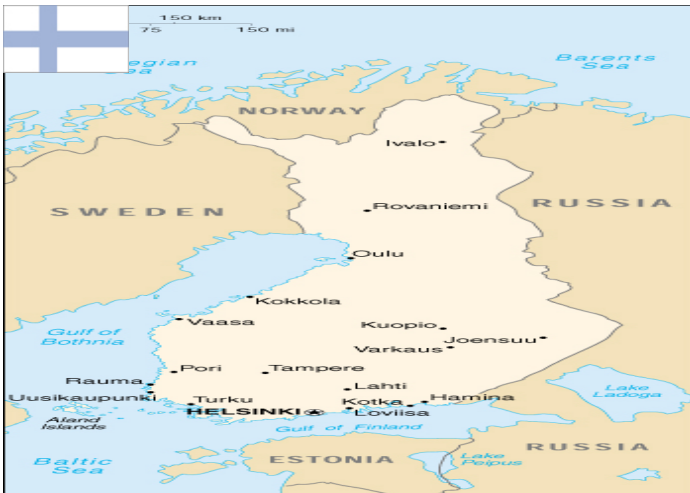 150 km
75 150 mi
Sea
Barents
Sea
NORWAY
Ivalo
RUSSIA
SWEDEN
Rovaniemi
Oulu
Kokkola
Vaasa
Gulf of
Bothnia
Kuopio
Joensuu
Varkaus
Pori
Tampere
Rauma
Lahti
Uusikaupunki
Turku
Kotka
Hamina
Lake
Ladoga
HELSINKI
Loviisa
Aland
Islands
Gulf of Finland
RUSSIA
Baltic
Sea
ESTONIA
Lake
Peipus